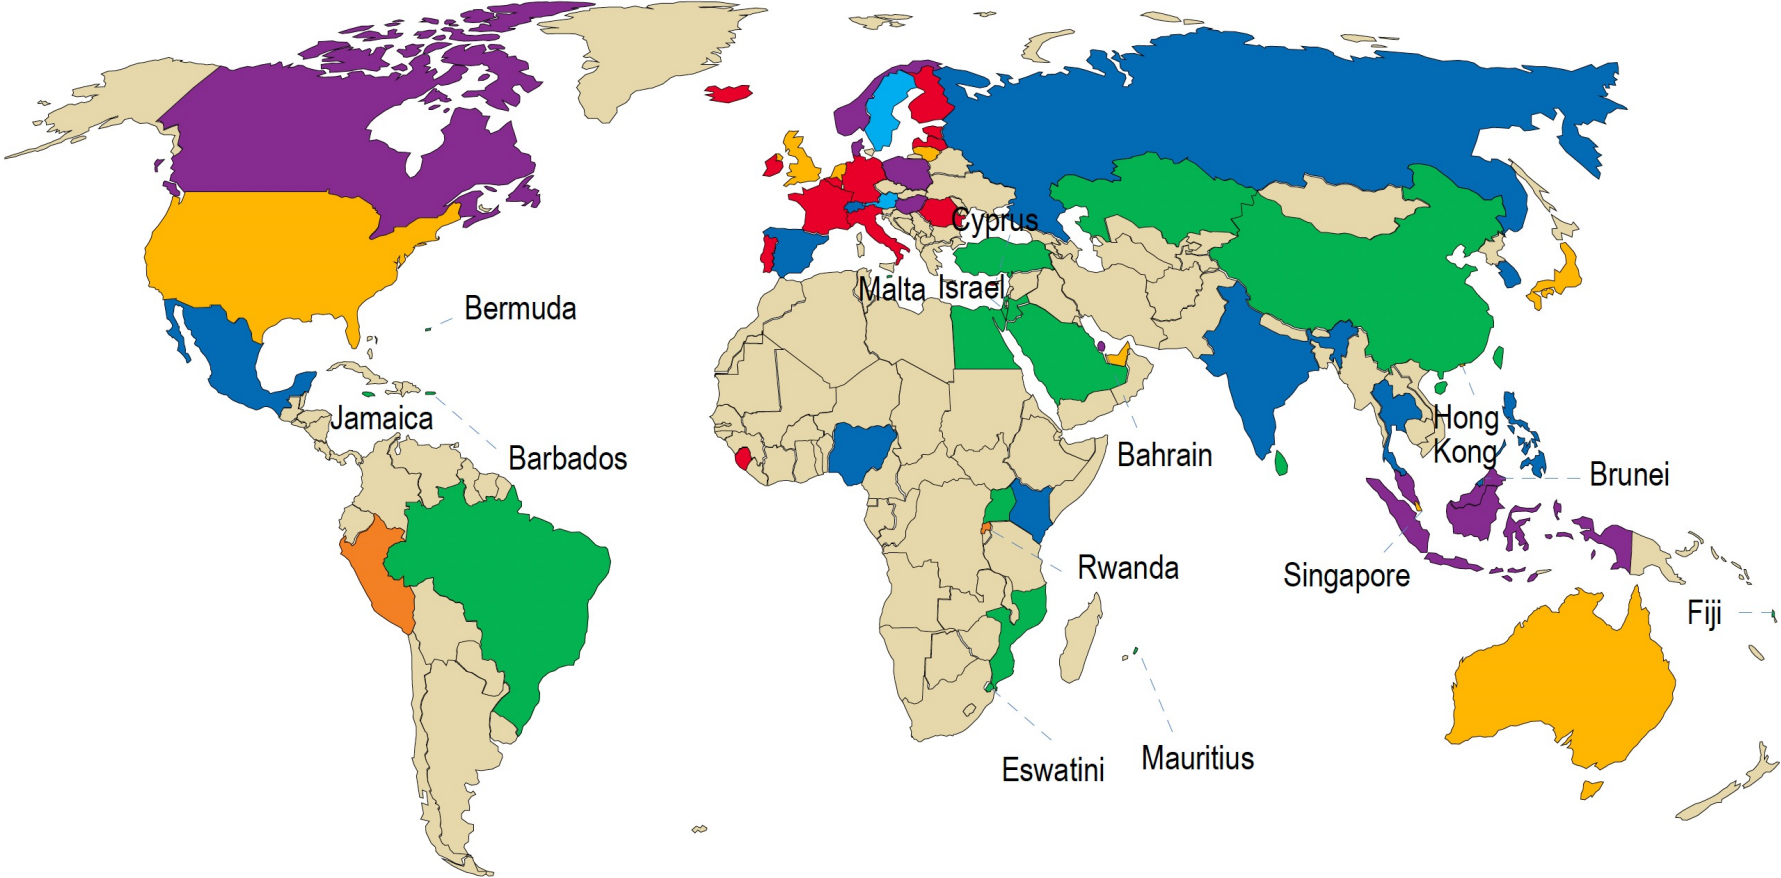 Cyprus
Malta
Israel
Bermuda
Jamaica
Barbados
Bahrain
Hong
Kong
Brunei
Rwanda
Singapore
Fiji
Eswatini
Mauritius